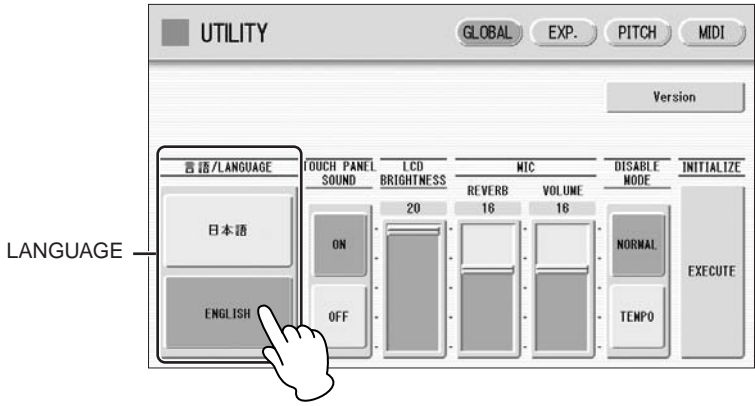 UTILITY
GLOBAL
EXP.
PITCH
MIDI
Version
言語/LANGUAGE
TOUCH PANEL
SOUND
LCD
BRIGHTNESS
MIC
REVERB
VOLUME
DISABLE
MODE
INITIALIZE
20
16
16
日本語
ENGLISH
ON
OFF
NORMAL
TEMPO
EXECUTE
LANGUAGE